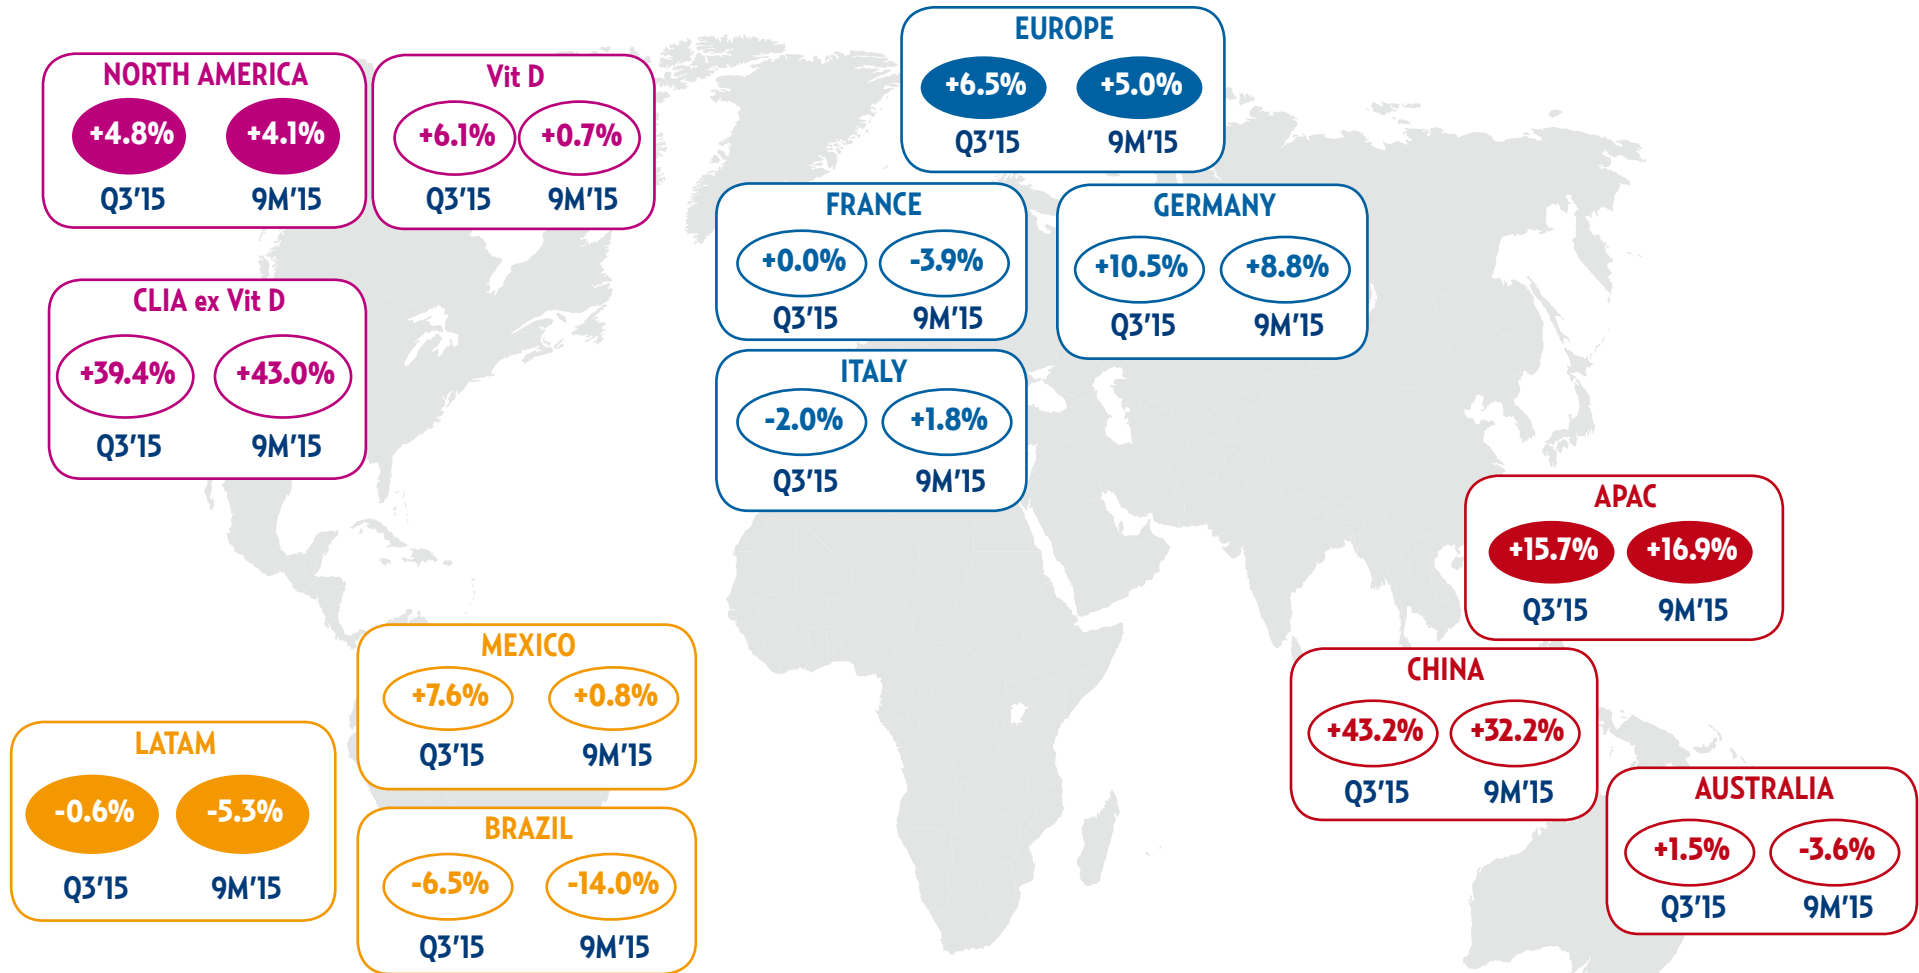 NORTH AMERICA
+4.8% +4.1%
Q3'15 9M'15
Vit D
+6.1% +0.7%
Q3'15 9M'15
CLIA ex Vit D
+39.4% +43.0%
Q3'15 9M'15
EUROPE
+6.5% +5.0%
Q3'15 9M'15
FRANCE
+0.0% -3.9%
Q3'15 9M'15
GERMANY
+10.5% +8.8%
Q3'15 9M'15
ITALY
-2.0% +1.8%
Q3'15 9M'15
APAC
+15.7% +16.9%
Q3'15 9M'15
CHINA
+43.2% +32.2%
Q3'15 9M'15
AUSTRALIA
+1.5% -3.6%
Q3'15 9M'15
MEXICO
+7.6% +0.8%
Q3'15 9M'15
LATAM
-0.6% -5.3%
Q3'15 9M'15
BRAZIL
-6.5% -14.0%
Q3'15 9M'15